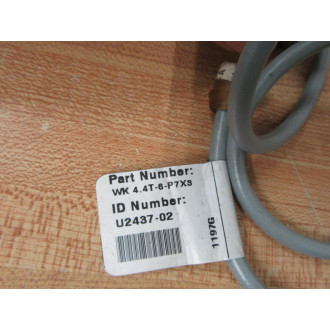 Part Number:
WK 4.4T-6-P7X3
ID Number:
U2437-02
1197G